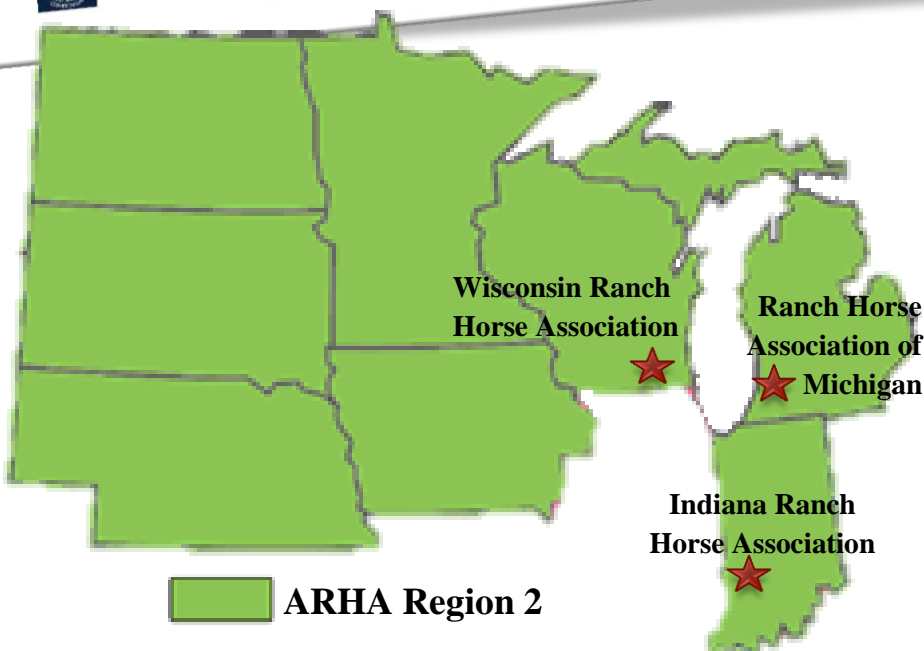 Wisconsin Ranch
Horse Association
Ranch Horse
Association of
Michigan
Indiana Ranch
Horse Association
ARHA Region 2